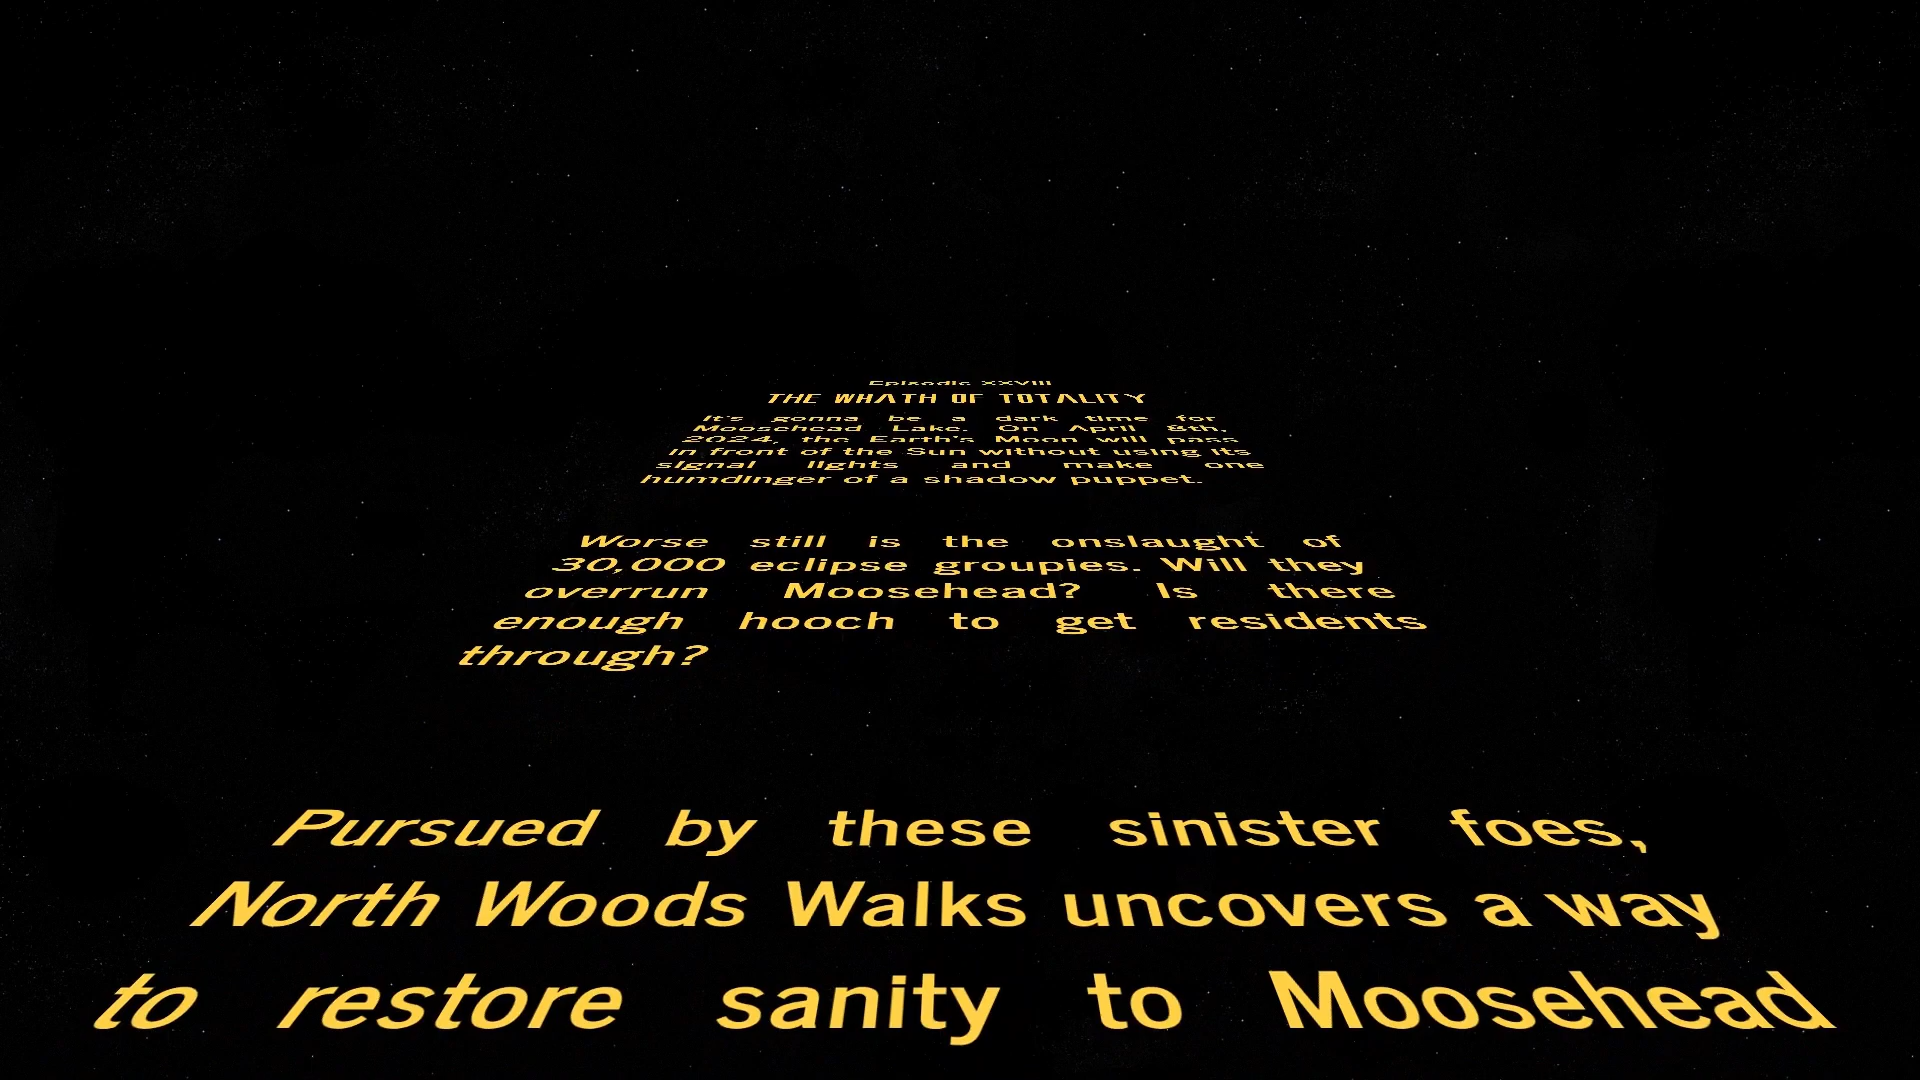 Episode XXVIII
THE WRATH OF TOTALITY
It's gonna be a dark time for
Moosehead Lake. On April 8th,
2024, the Earth's Moon will pass
in front of the Sun without using its
signal lights and make one
humdinger of a shadow puppet.
Worse still is the onslaught of
30,000 eclipse groupies. Will they
overrun Moosehead? Is there
enough hooch to get residents
through?
Pursued by these sinister foes,
North Woods Walks uncovers a way
to restore sanity to Moosehead